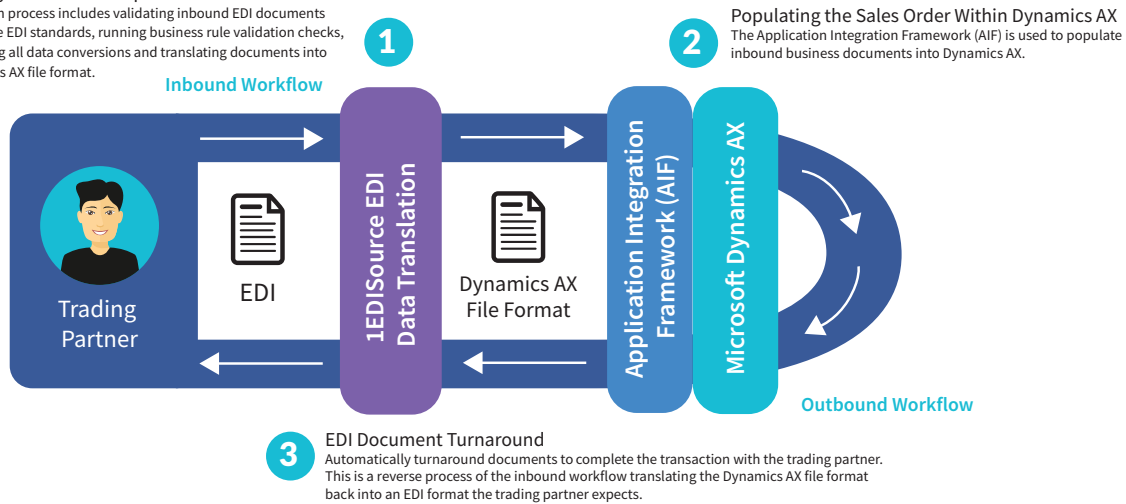 process includes validating inbound EDI documents
EDI standards, running business rule validation checks,
all data conversions and translating documents into
AX file format.
1
2
Populating the Sales Order Within Dynamics AX
The Application Integration Framework (AIF) is used to populate
inbound business documents into Dynamics AX.
Inbound Workflow
Trading
Partner
EDI
1EDISource EDI
Data Translation
Dynamics AX
File Format
Application Integration
Framework (AIF)
Microsoft Dynamics AX
Outbound Workflow
3
EDI Document Turnaround
Automatically turnaround documents to complete the transaction with the trading partner.
This is a reverse process of the inbound workflow translating the Dynamics AX file format
back into an EDI format the trading partner expects.